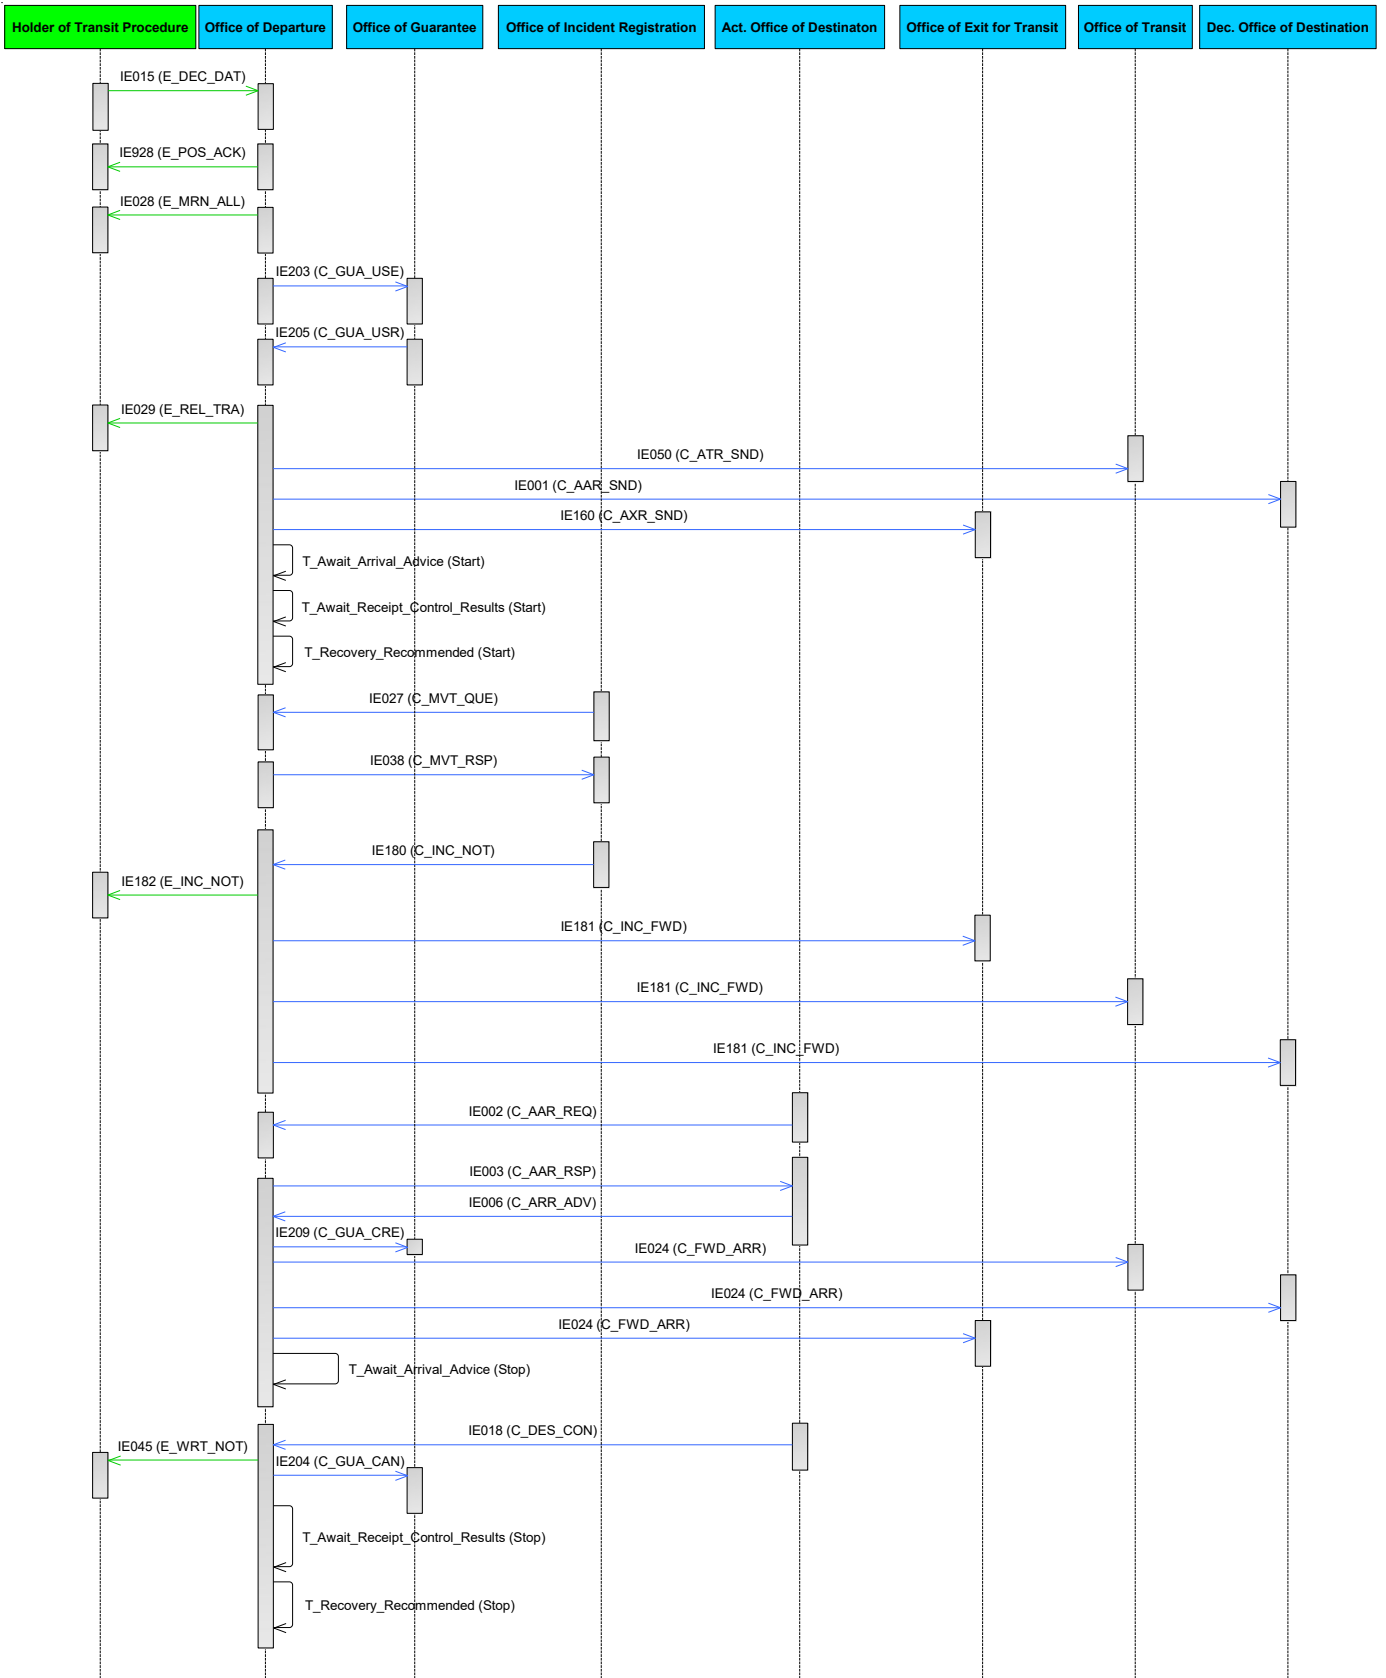 Holder of Transit Procedure
Office of Departure
Office of Guarantee
Office of Incident Registration
Act. Office of Destinaton
Office of Exit for Transit
Office of Transit
Dec. Office of Destination
IE015 (E_DEC_DAT)
IE928 (E_POS_ACK)
IE028 (E_MRN_ALL)
IE203 (C_GUA_USE)
IE205 (C_GUA_USR)
IE029 (E_REL_TRA)
IE050 (C_ATR_SND)
IE001 (C_AAR_SND)
IE160 (C_AXR_SND)
T_Await_Arrival_Advice (Start)
T_Await_Receipt_Control_Results (Start)
T_Recovery_Recommended (Start)
IE027 (C_MVT_QUE)
IE038 (C_MVT_RSP)
IE180 (C_INC_NOT)
IE182 (E_INC_NOT)
IE181 (C_INC_FWD)
IE181 (C_INC_FWD)
IE181 (C_INC_FWD)
IE002 (C_AAR_REQ)
IE003 (C_AAR_RSP)
IE006 (C_ARR_ADV)
IE209 (C_GUA_CRE)
IE024 (C_FWD_ARR)
IE024 (C_FWD_ARR)
IE024 (C_FWD_ARR)
T_Await_Arrival_Advice (Stop)
IE018 (C_DES_CON)
IE045 (E_WRT_NOT)
IE204 (C_GUA_CAN)
T_Await_Receipt_Control_Results (Stop)
T_Recovery_Recommended (Stop)